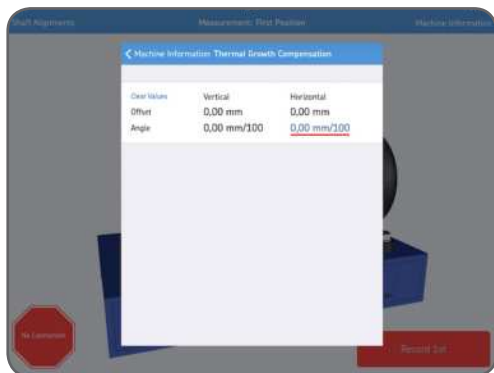 Shaft Alignments Measurement: First Position Machine Information
Machine Information Thermal Growth Compensation
Clear Values Vertical Horizontal
Offset 0,00 mm 0,00 mm
Angle 0,00 mm/100 0,00 mm/100
No Connection
Record 1st